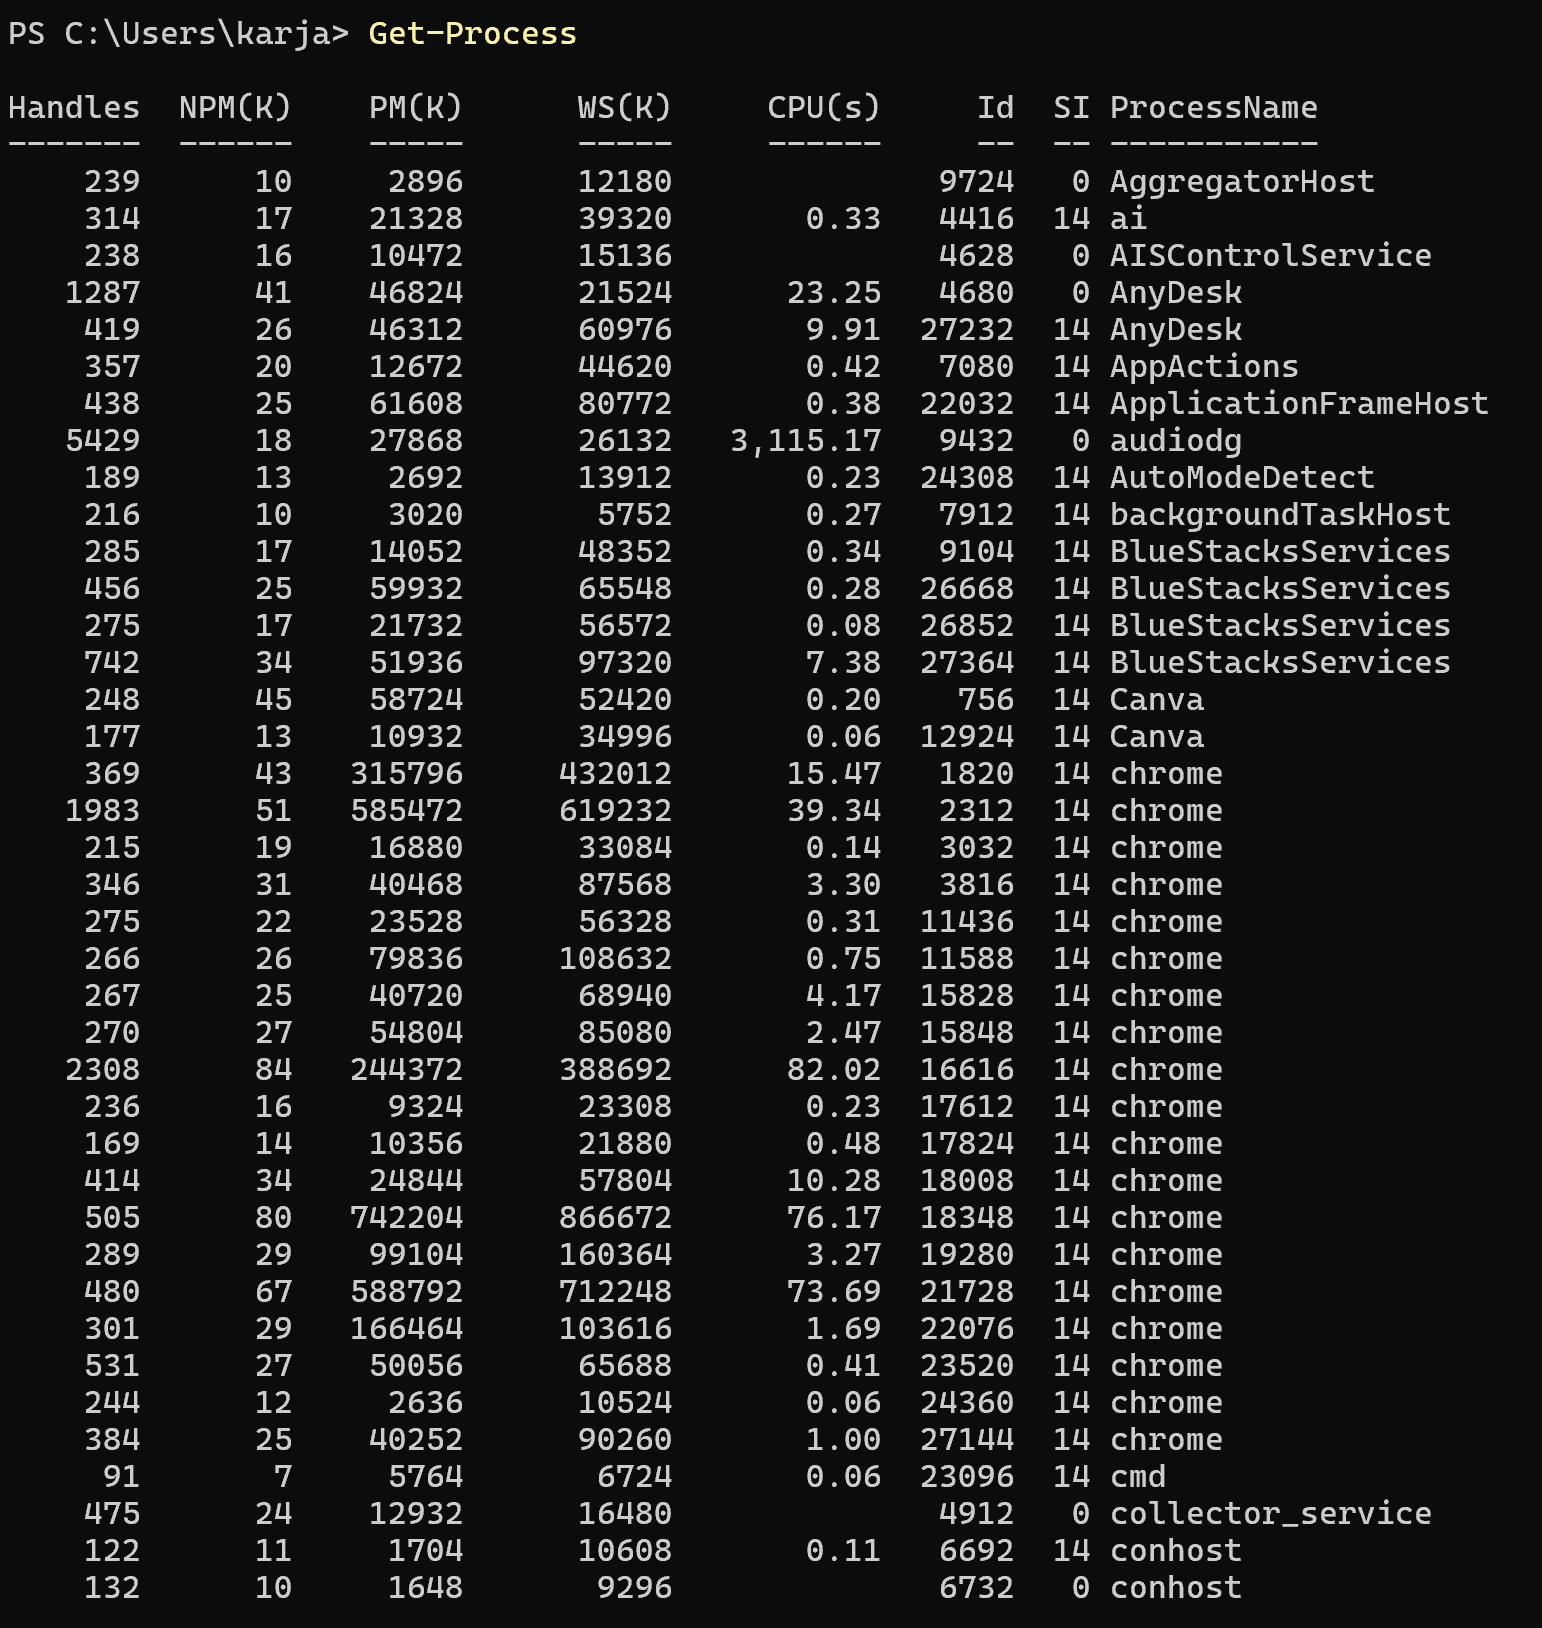 PS C:\Users\karja> Get-Process
Handles  NPM(K)    PM(K)      WS(K)     CPU(s)     Id  SI ProcessName
-------  ------    -----      -----     ------     --  -- -----------
    239      10     2896      12180              9724   0 AggregatorHost
    314      17    21328      39320       0.33   4416  14 ai
    238      16    10472      15136              4628   0 AISControlService
   1287      41    46824      21524      23.25   4680   0 AnyDesk
    419      26    46312      60976       9.91  27232  14 AnyDesk
    357      20    12672      44620       0.42   7080  14 AppActions
    438      25    61608      80772       0.38  22032  14 ApplicationFrameHost
   5429      18    27868      26132   3,115.17   9432   0 audiodg
    189      13     2692      13912       0.23  24308  14 AutoModeDetect
    216      10     3020       5752       0.27   7912  14 backgroundTaskHost
    285      17    14052      48352       0.34   9104  14 BlueStacksServices
    456      25    59932      65548       0.28  26668  14 BlueStacksServices
    275      17    21732      56572       0.08  26852  14 BlueStacksServices
    742      34    51936      97320       7.38  27364  14 BlueStacksServices
    248      45    58724      52420       0.20    756  14 Canva
    177      13    10932      34996       0.06  12924  14 Canva
    369      43   315796     432012      15.47   1820  14 chrome
   1983      51   585472     619232      39.34   2312  14 chrome
    215      19    16880      33084       0.14   3032  14 chrome
    346      31    40468      87568       3.30   3816  14 chrome
    275      22    23528      56328       0.31  11436  14 chrome
    266      26    79836     108632       0.75  11588  14 chrome
    267      25    40720      68940       4.17  15828  14 chrome
    270      27    54804      85080       2.47  15848  14 chrome
   2308      84   244372     388692      82.02  16616  14 chrome
    236      16     9324      23308       0.23  17612  14 chrome
    169      14    10356      21880       0.48  17824  14 chrome
    414      34    24844      57804      10.28  18008  14 chrome
    505      80   742204     866672      76.17  18348  14 chrome
    289      29    99104     160364       3.27  19280  14 chrome
    480      67   588792     712248      73.69  21728  14 chrome
    301      29   166464     103616       1.69  22076  14 chrome
    531      27    50056      65688       0.41  23520  14 chrome
    244      12     2636      10524       0.06  24360  14 chrome
    384      25    40252      90260       1.00  27144  14 chrome
     91       7     5764       6724       0.06  23096  14 cmd
    475      24    12932      16480              4912   0 collector_service
    122      11     1704      10608       0.11   6692  14 conhost
    132      10     1648       9296              6732   0 conhost